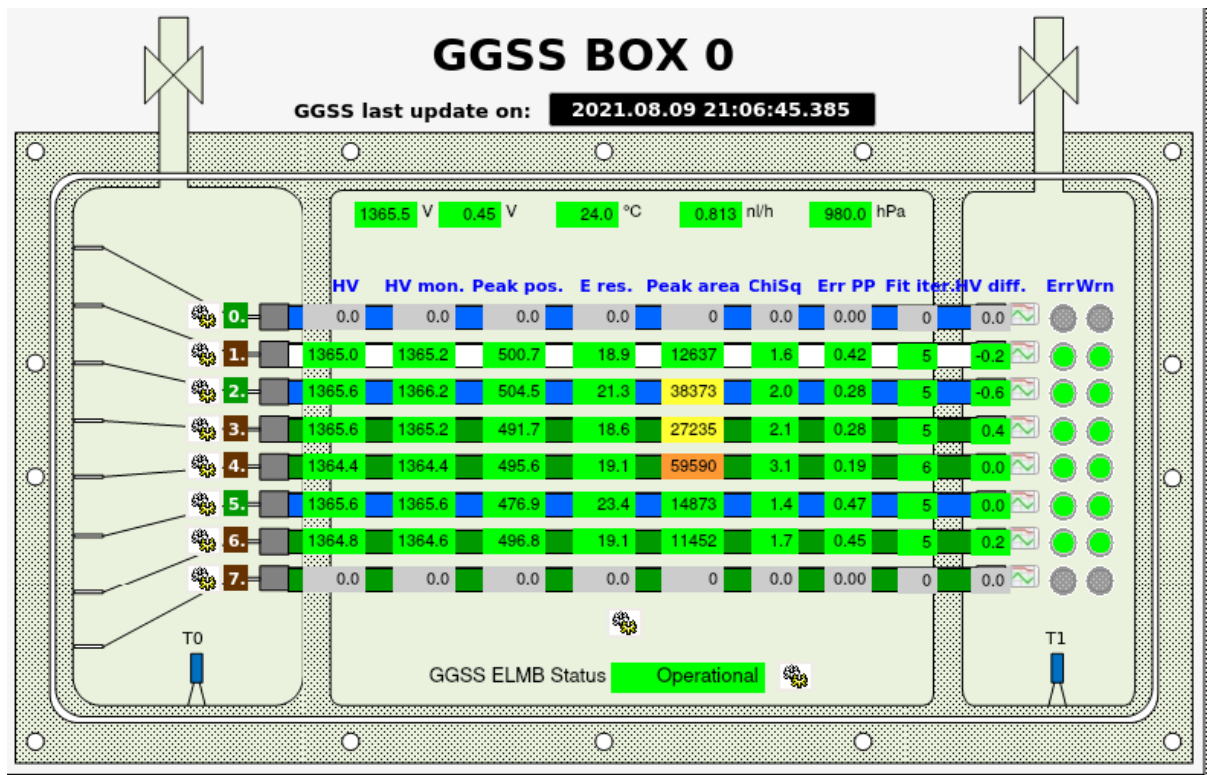 GGSS BOX 0
GGSS last update on: 2021.08.09 21:06:45.385
1365.5 V 0.45 V 24.0 °C 0.813 nl/h 980.0 hPa
HV HV mon. Peak pos. E res. Peak area ChiSq Err PP Fit iter. HV diff. Err Wrn
0. 0.0 0.0 0.0 0.0 0 0.0 0.00 0 0.0
1. 1365.0 1365.2 500.7 18.9 12637 1.6 0.42 5 -0.2
2. 1365.6 1366.2 504.5 21.3 38373 2.0 0.28 5 -0.6
3. 1365.6 1365.2 491.7 18.6 27235 2.1 0.28 5 0.4
4. 1364.4 1364.4 495.6 19.1 59590 3.1 0.19 6 0.0
5. 1365.6 1365.6 476.9 23.4 14873 1.4 0.47 5 0.0
6. 1364.8 1364.6 496.8 19.1 11452 1.7 0.45 5 0.2
7. 0.0 0.0 0.0 0.0 0 0.0 0.00 0 0.0
T0 T1
GGSS ELMB Status Operational